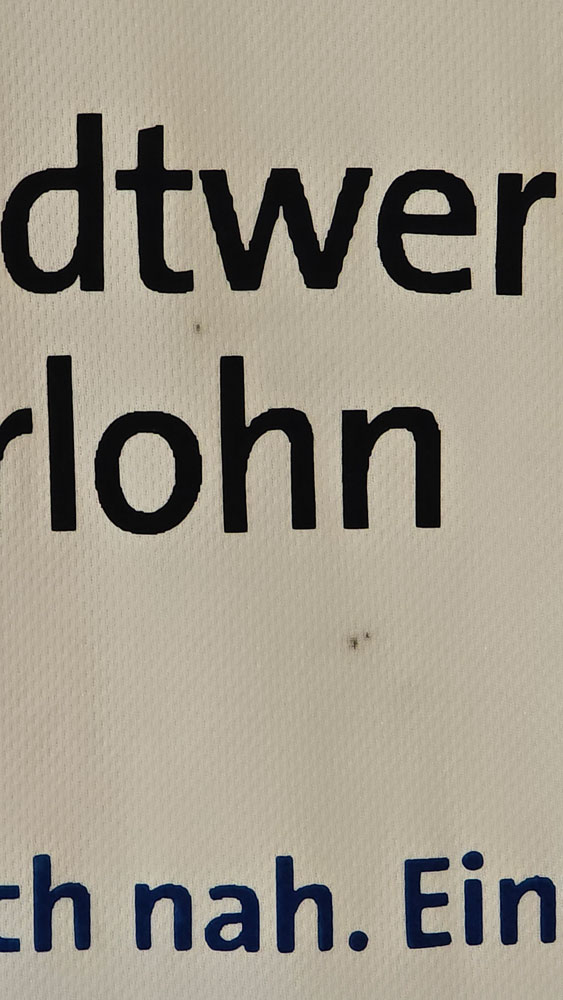 dtwer
rlohn
ch nah. Ein